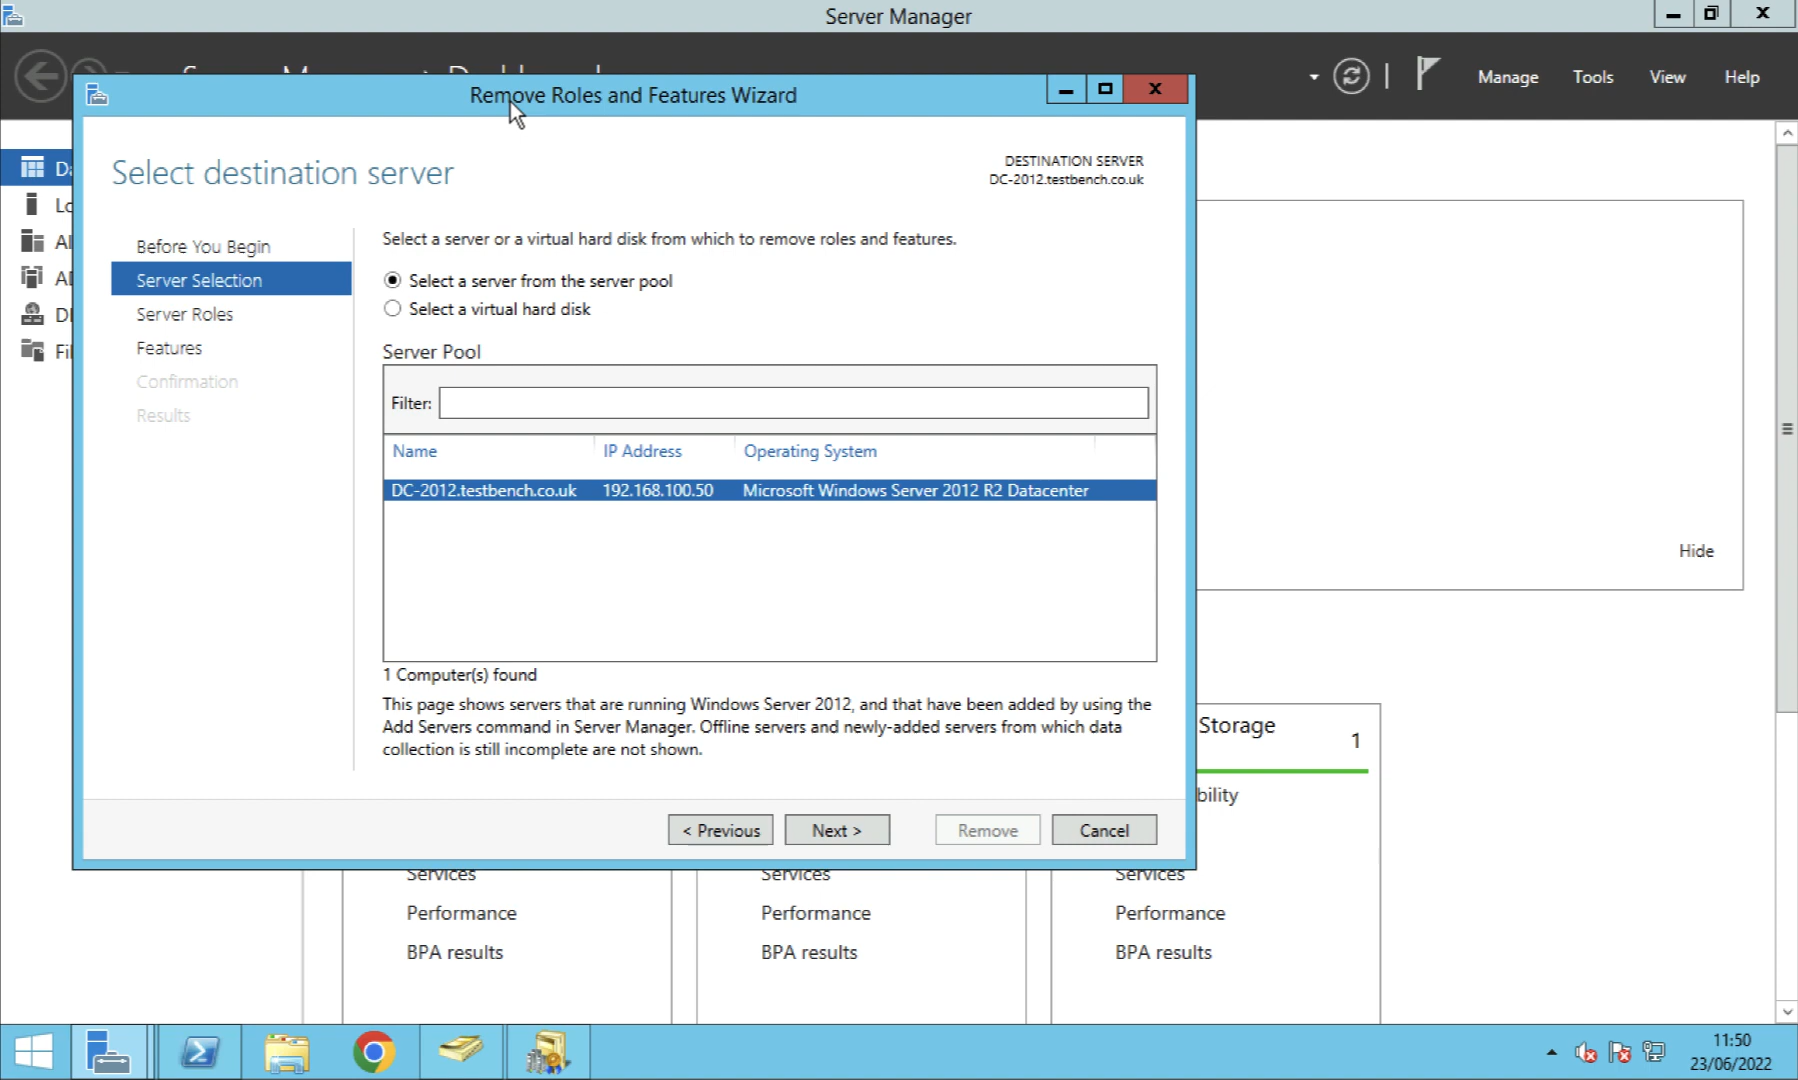 Server Manager
Manage
Tools
View
Help
Remove Roles and Features Wizard
Select destination server
DESTINATION SERVER
DC-2012.testbench.co.uk
Before You Begin
Server Selection
Server Roles
Features
Confirmation
Results
Select a server or a virtual hard disk from which to remove roles and features.
Select a server from the server pool
Select a virtual hard disk
Server Pool
Filter:
Name IP Address Operating System
DC-2012.testbench.co.uk 192.168.100.50 Microsoft Windows Server 2012 R2 Datacenter
1 Computer(s) found
This page shows servers that are running Windows Server 2012, and that have been added by using the
Add Servers command in Server Manager. Offline servers and newly-added servers from which data
collection is still incomplete are not shown.
< Previous
Next >
Remove
Cancel
Hide
Storage
1
bility
Services
Performance
BPA results
Services
Performance
BPA results
Services
Performance
BPA results
11:50
23/06/2022